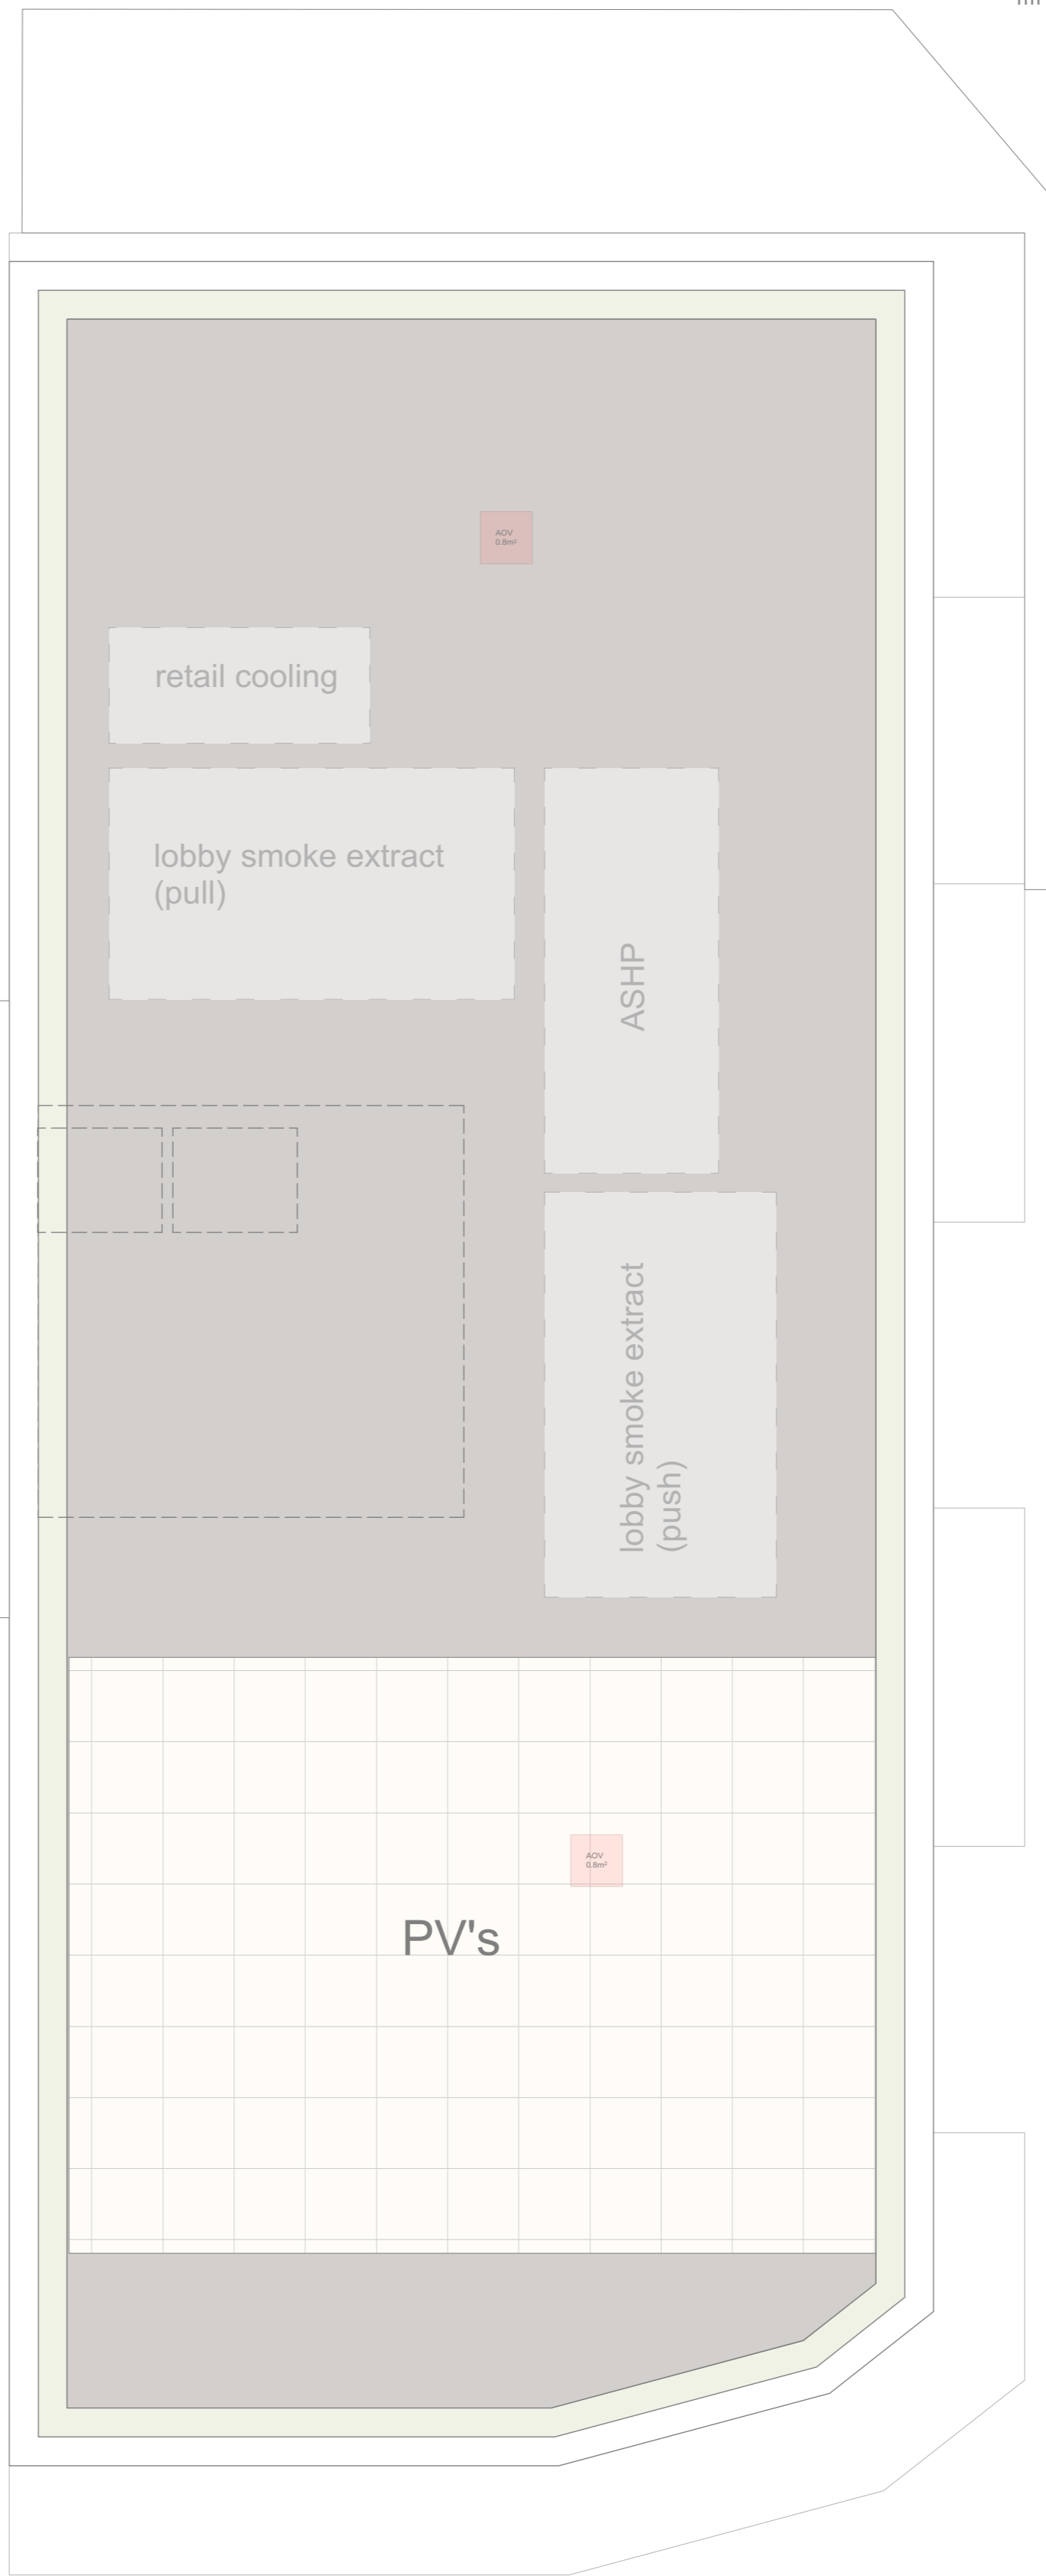 AOV
0.8m²
retail cooling
lobby smoke extract
(pull)
ASHP
lobby smoke extract
(push)
AOV
0.8m²
PV's